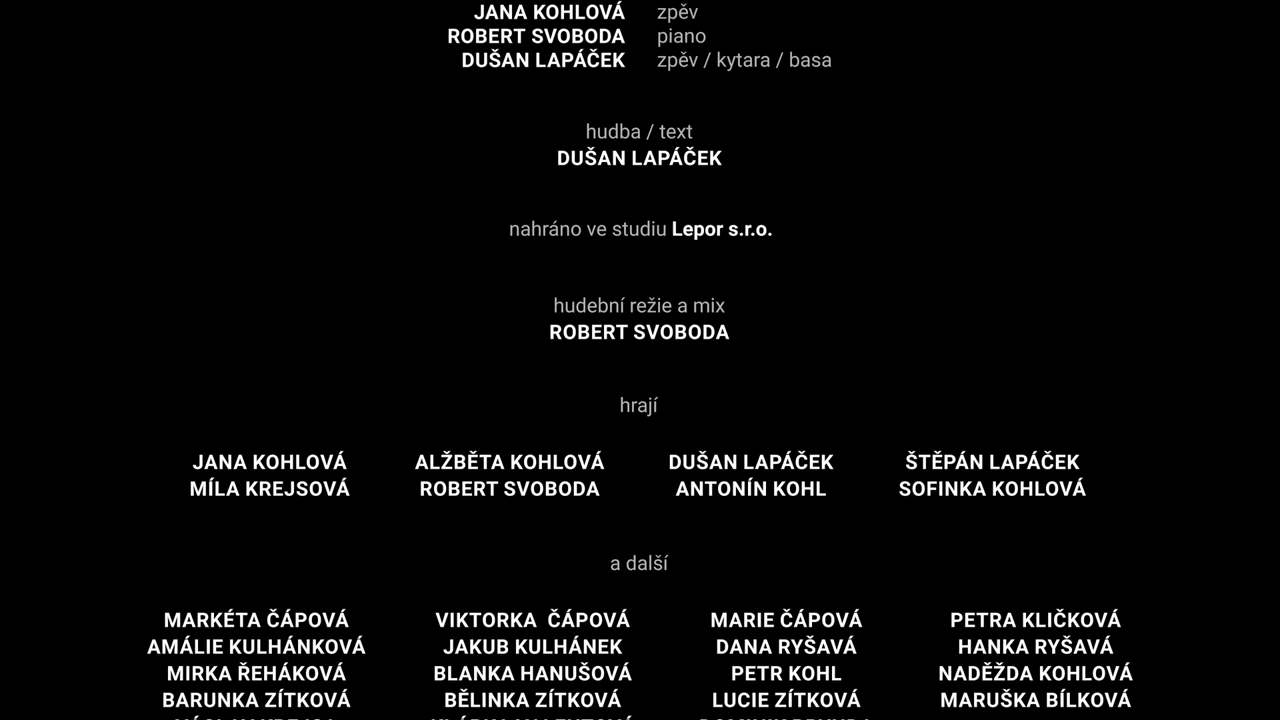 JANA KOHLOVÁ zpěv
ROBERT SVOBODA piano
DUŠAN LAPÁČEK zpěv / kytara / basa
hudba / text
DUŠAN LAPÁČEK
nahráno ve studiu Lepor s.r.o.
hudební režie a mix
ROBERT SVOBODA
hrají
JANA KOHLOVÁ ALŽBĚTA KOHLOVÁ DUŠAN LAPÁČEK ŠTĚPÁN LAPÁČEK
MÍLA KREJSOVÁ ROBERT SVOBODA ANTONÍN KOHL SOFINKA KOHLOVÁ
a další
MARKÉTA ČÁPOVÁ VIKTORKA ČÁPOVÁ MARIE ČÁPOVÁ PETRA KLIČKOVÁ
AMÁLIE KULHÁNKOVÁ JAKUB KULHÁNEK DANA RYŠAVÁ HANKA RYŠAVÁ
MIRKA ŘEHÁKOVÁ BLANKA HANUŠOVÁ PETR KOHL NADĚŽDA KOHLOVÁ
BARUNKA ZÍTKOVÁ BĚLINKA ZÍTKOVÁ LUCIE ZÍTKOVÁ MARUŠKA BÍLKOVÁ